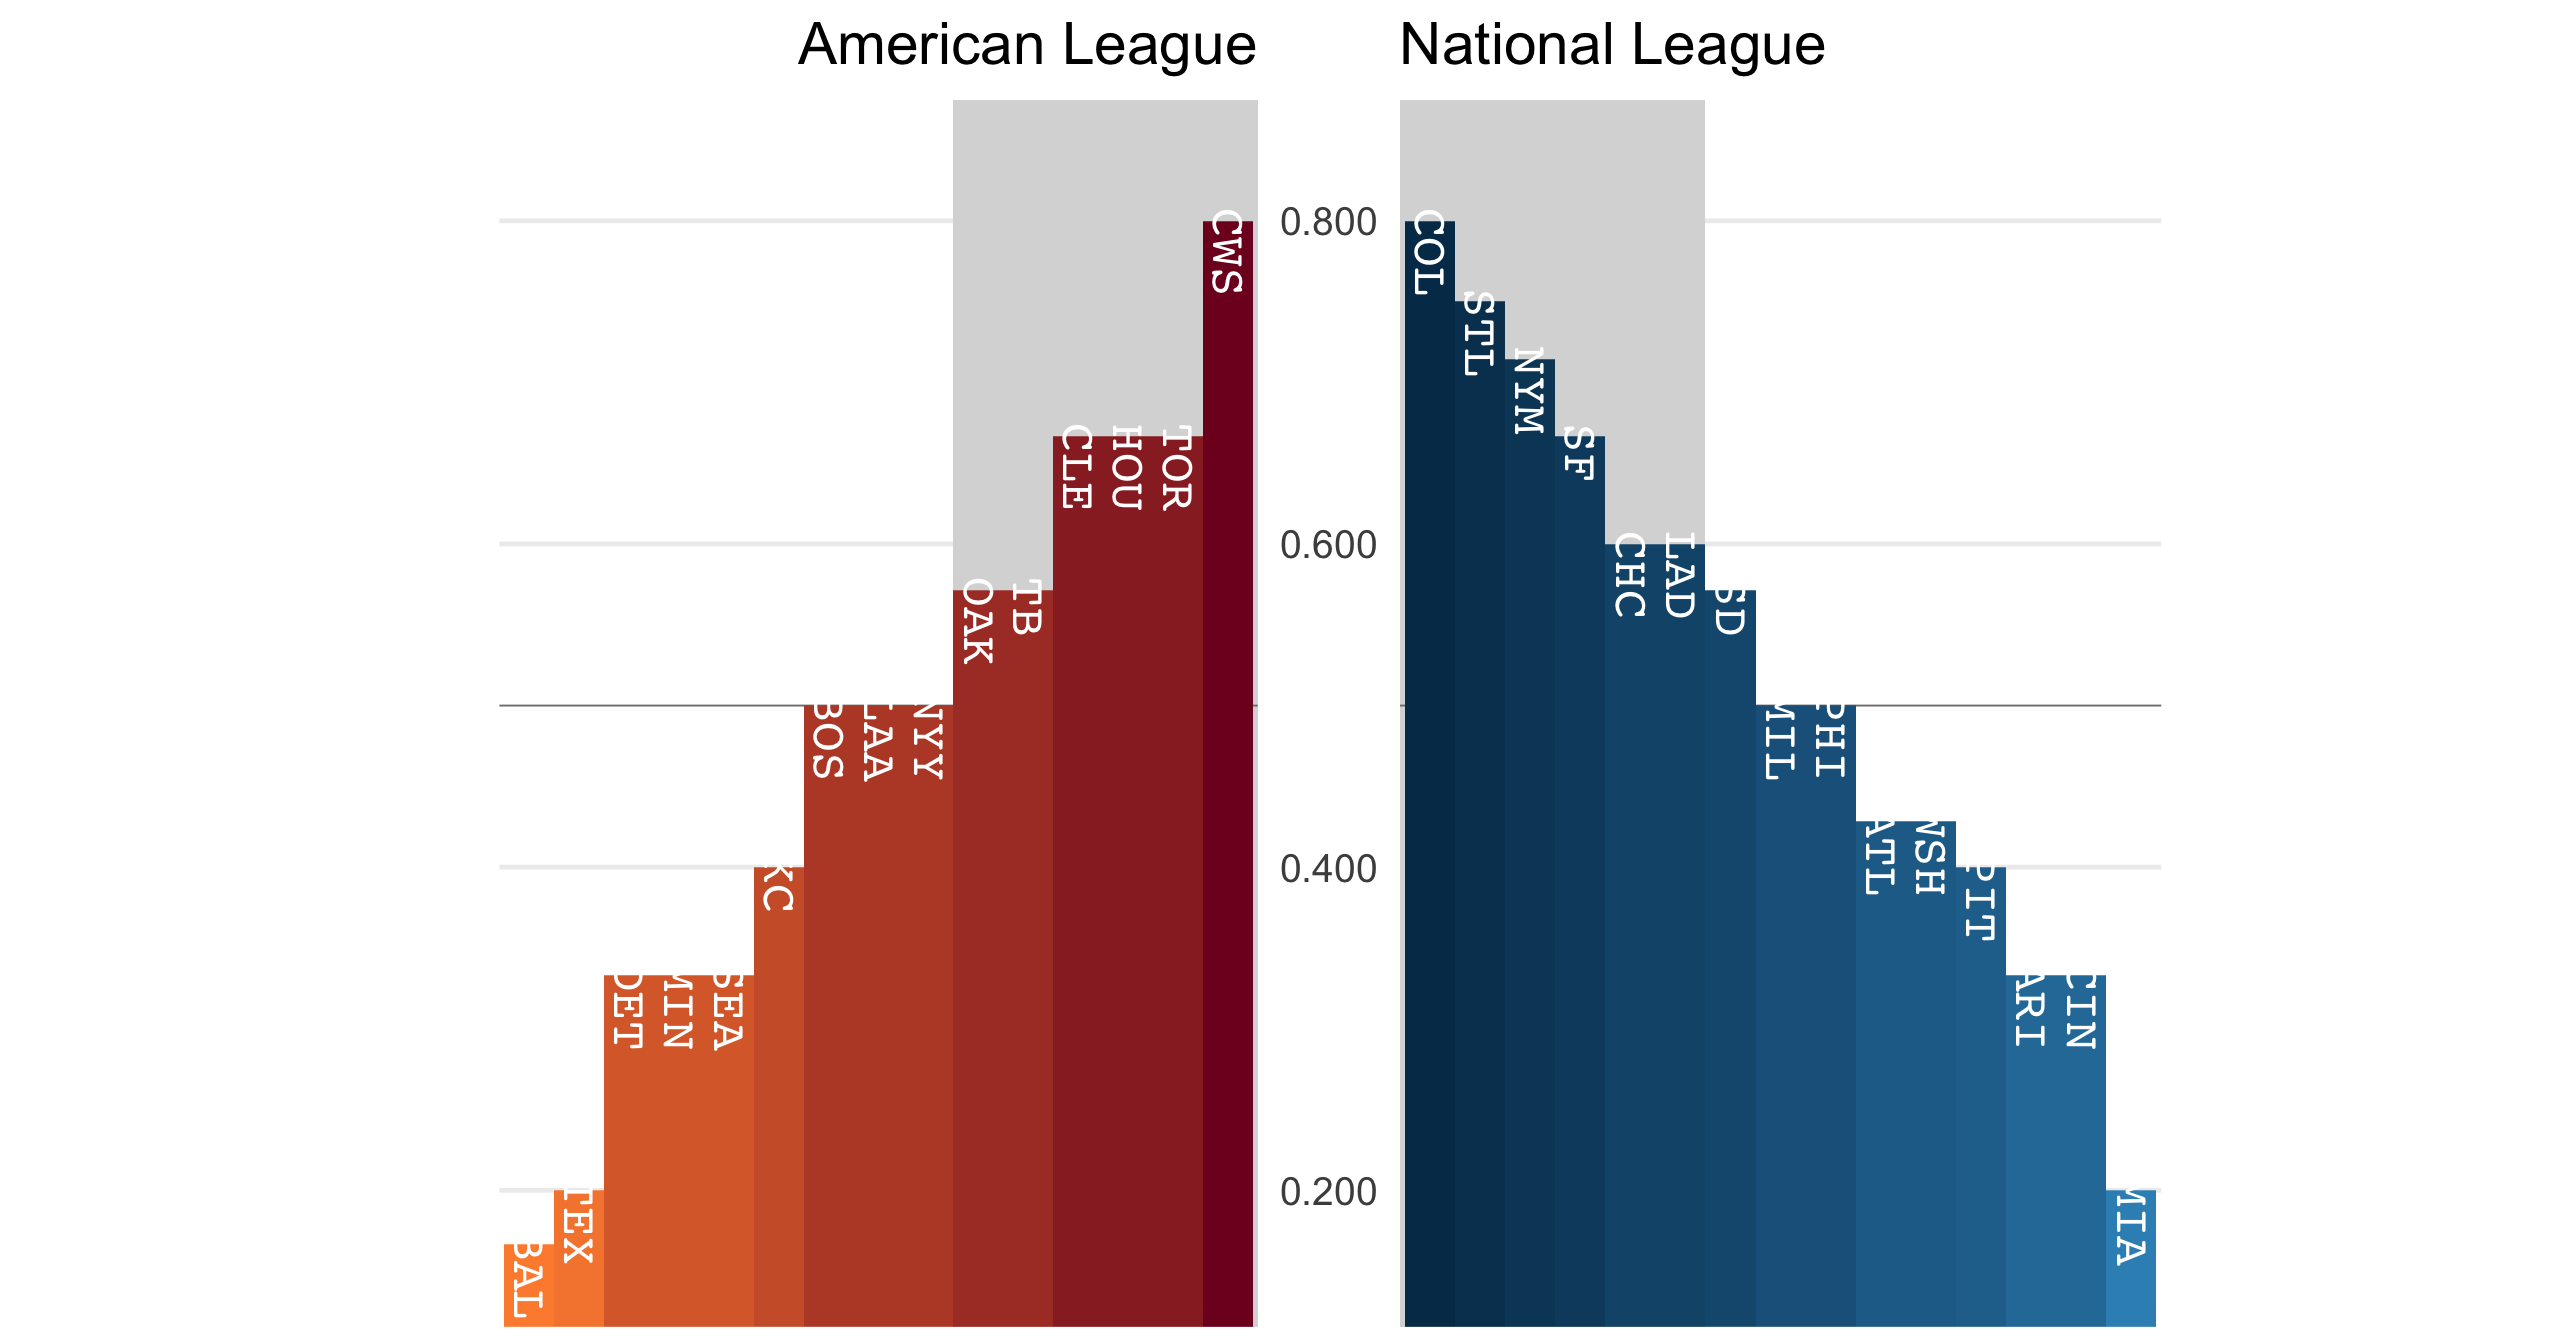 American League
National League
0.800
0.600
0.400
0.200
BAL
TEX
DET
MIN
SEA
KC
BOS
LAA
NYY
OAK
TB
CLE
HOU
TOR
CWS
COL
STL
NYM
SF
CHC
LAD
SD
MIL
PHI
ATL
WSH
PIT
ARI
CIN
MIA